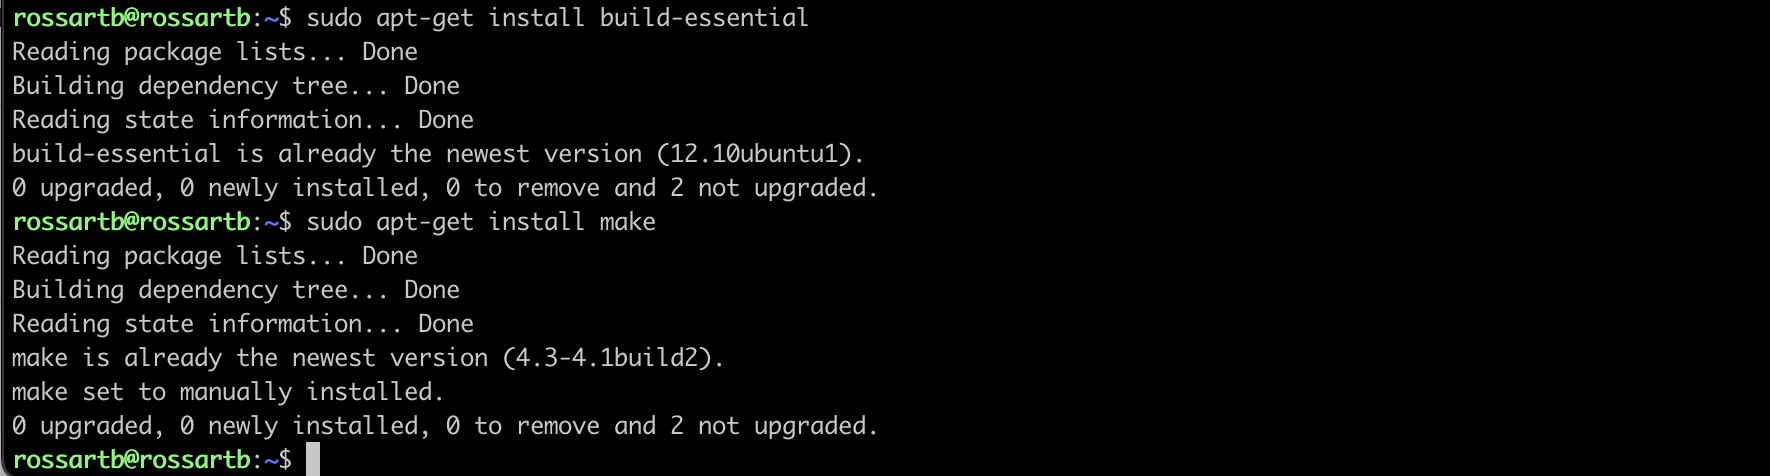 rossartb@rossartb:~$ sudo apt-get install build-essential
Reading package lists... Done
Building dependency tree... Done
Reading state information... Done
build-essential is already the newest version (12.10ubuntu1).
0 upgraded, 0 newly installed, 0 to remove and 2 not upgraded.
rossartb@rossartb:~$ sudo apt-get install make
Reading package lists... Done
Building dependency tree... Done
Reading state information... Done
make is already the newest version (4.3-4.1build2).
make set to manually installed.
0 upgraded, 0 newly installed, 0 to remove and 2 not upgraded.
rossartb@rossartb:~$